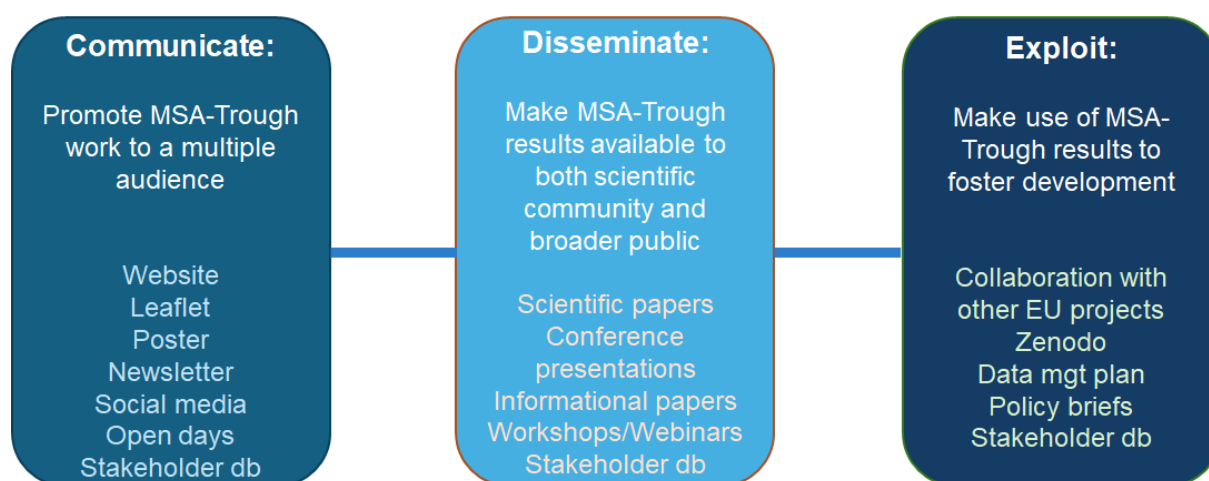 Communicate:
Promote MSA-Trough
work to a multiple
audience
Website
Leaflet
Poster
Newsletter
Social media
Open days
Stakeholder db
Disseminate:
Make MSA-Trough
results available to
both scientific
community and
broader public
Scientific papers
Conference
presentations
Informational papers
Workshops/Webinars
Stakeholder db
Exploit:
Make use of MSA-
Trough results to
foster development
Collaboration with
other EU projects
Zenodo
Data mgt plan
Policy briefs
Stakeholder db